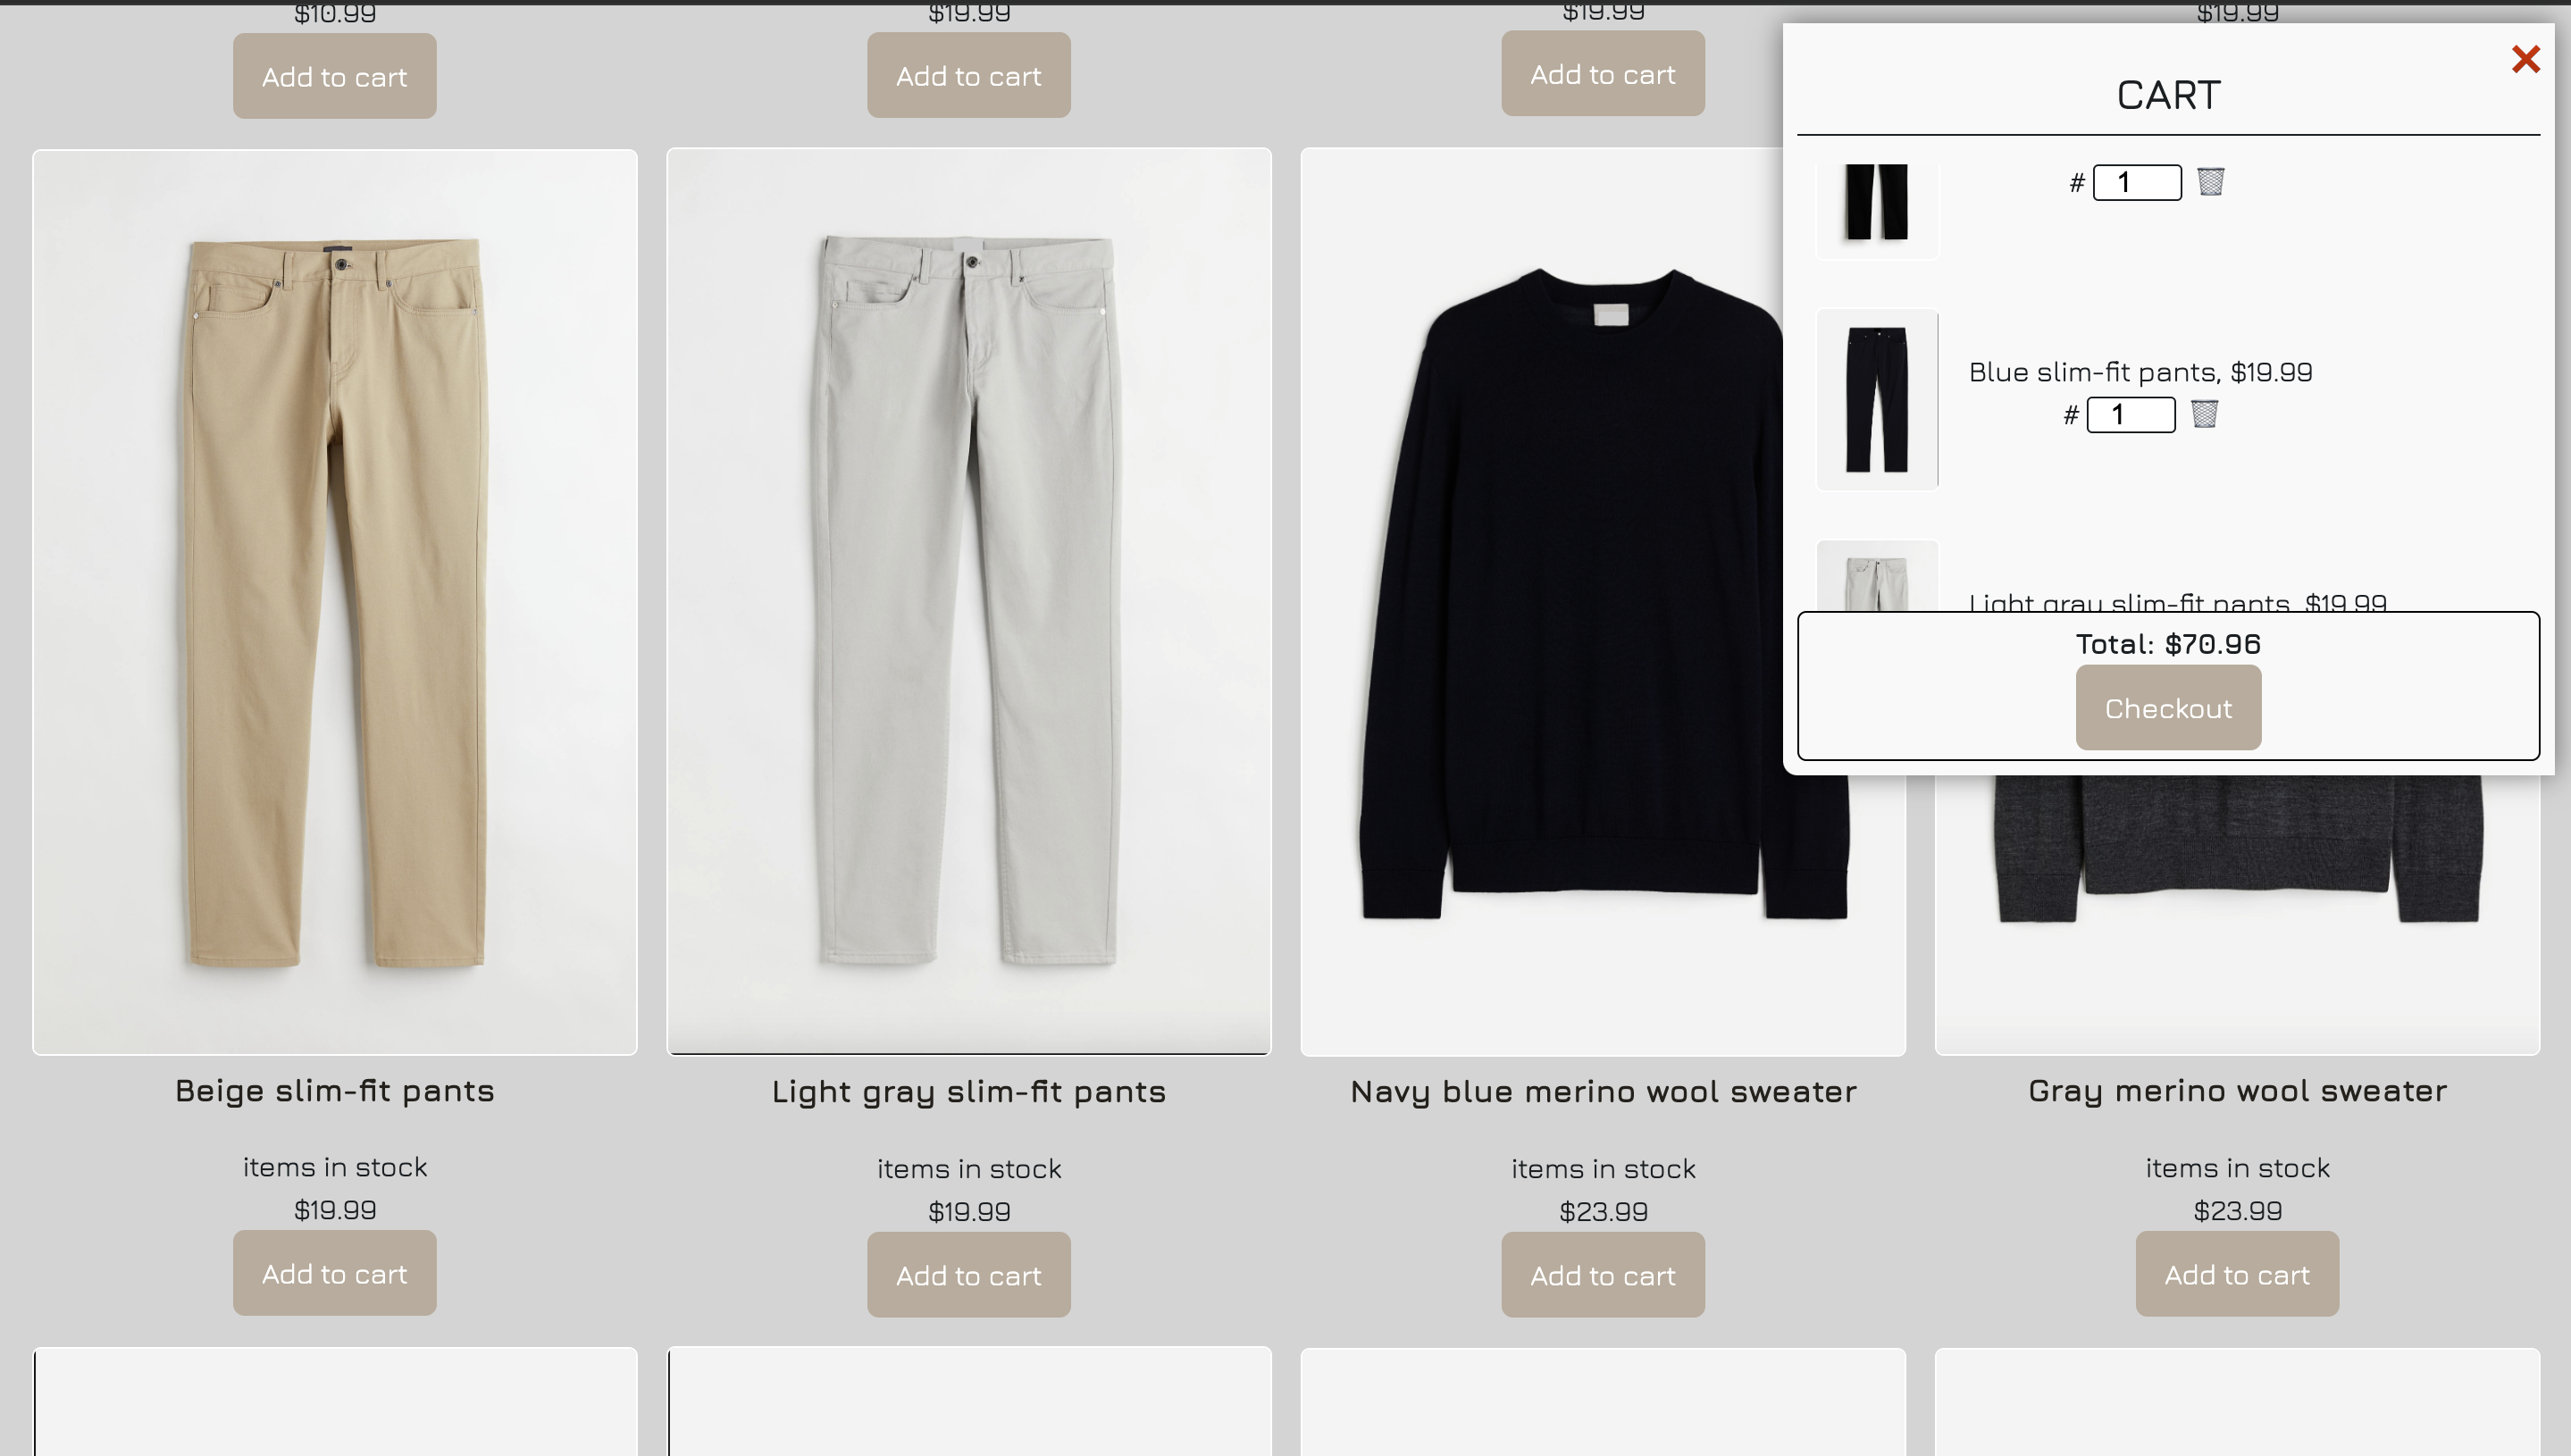 $10.99
$19.99
$19.99
$19.99
Add to cart
Add to cart
Add to cart
CART
# 1
Blue slim-fit pants, $19.99
# 1
Light gray slim-fit pants, $19.99
Total: $70.96
Checkout
Beige slim-fit pants
Light gray slim-fit pants
Navy blue merino wool sweater
Gray merino wool sweater
items in stock
items in stock
items in stock
items in stock
$19.99
$19.99
$23.99
$23.99
Add to cart
Add to cart
Add to cart
Add to cart